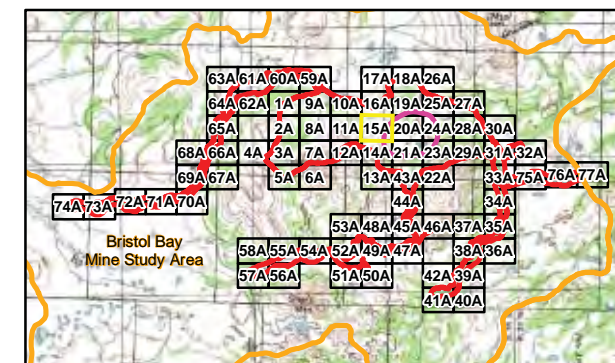 63A 61A 60A 59A 17A 18A 26A
64A 62A 1A 9A 10A 16A 19A 25A 27A
65A 2A 8A 11A 15A 20A 24A 28A 30A
68A 66A 4A 3A 7A 12A 14A 21A 23A 29A 31A 32A
69A 67A 5A 6A 13A 43A 22A 33A 75A 76A 77A
74A 73A 72A 71A 70A 44A 34A
53A 48A 45A 46A 37A 35A
Bristol Bay
58A 55A 54A 52A 49A 47A 38A 36A
Mine Study Area
57A 56A 51A 50A 42A 39A
41A 40A